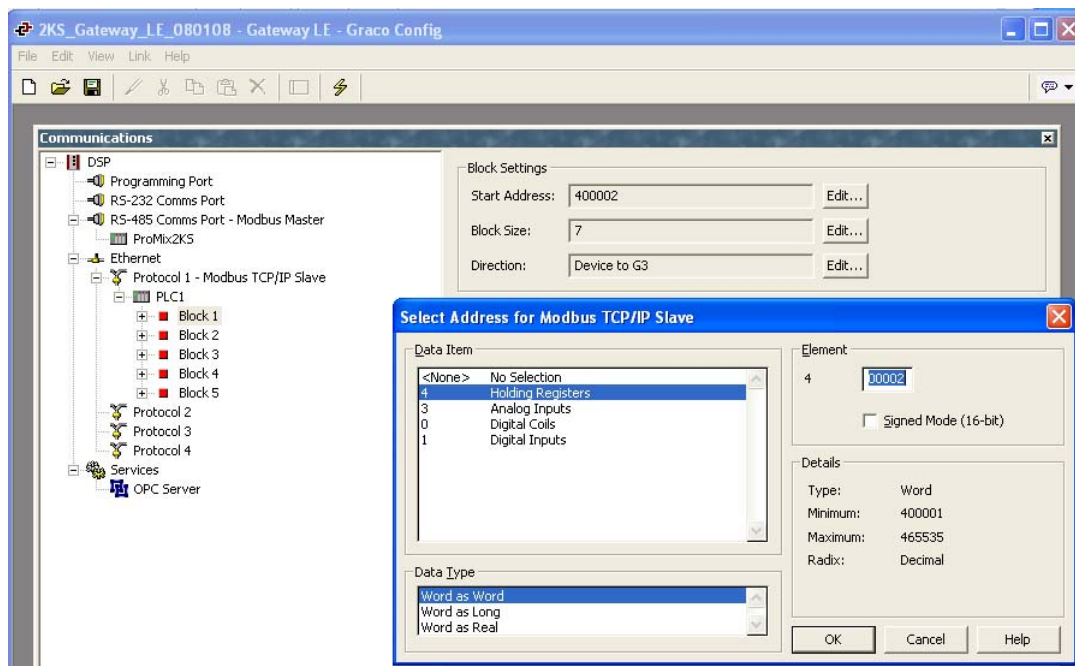 2KS_Gateway_LE_080108 - Gateway LE - Graco Config
File Edit View Link Help
Communications
DSP
Programming Port
RS-232 Comms Port
RS-485 Comms Port - Modbus Master
ProMix2KS
Ethernet
Protocol 1 - Modbus TCP/IP Slave
PLC1
Block 1
Block 2
Block 3
Block 4
Block 5
Protocol 2
Protocol 3
Protocol 4
Services
OPC Server
Block Settings
Start Address: 400002 Edit...
Block Size: 7 Edit...
Direction: Device to G3 Edit...
Select Address for Modbus TCP/IP Slave
Data Item
<None> No Selection
4 Holding Registers
3 Analog Inputs
0 Digital Coils
1 Digital Inputs
Data Type
Word as Word
Word as Long
Word as Real
Element
4 00002
Signed Mode (16-bit)
Details
Type: Word
Minimum: 400001
Maximum: 465535
Radix: Decimal
OK Cancel Help